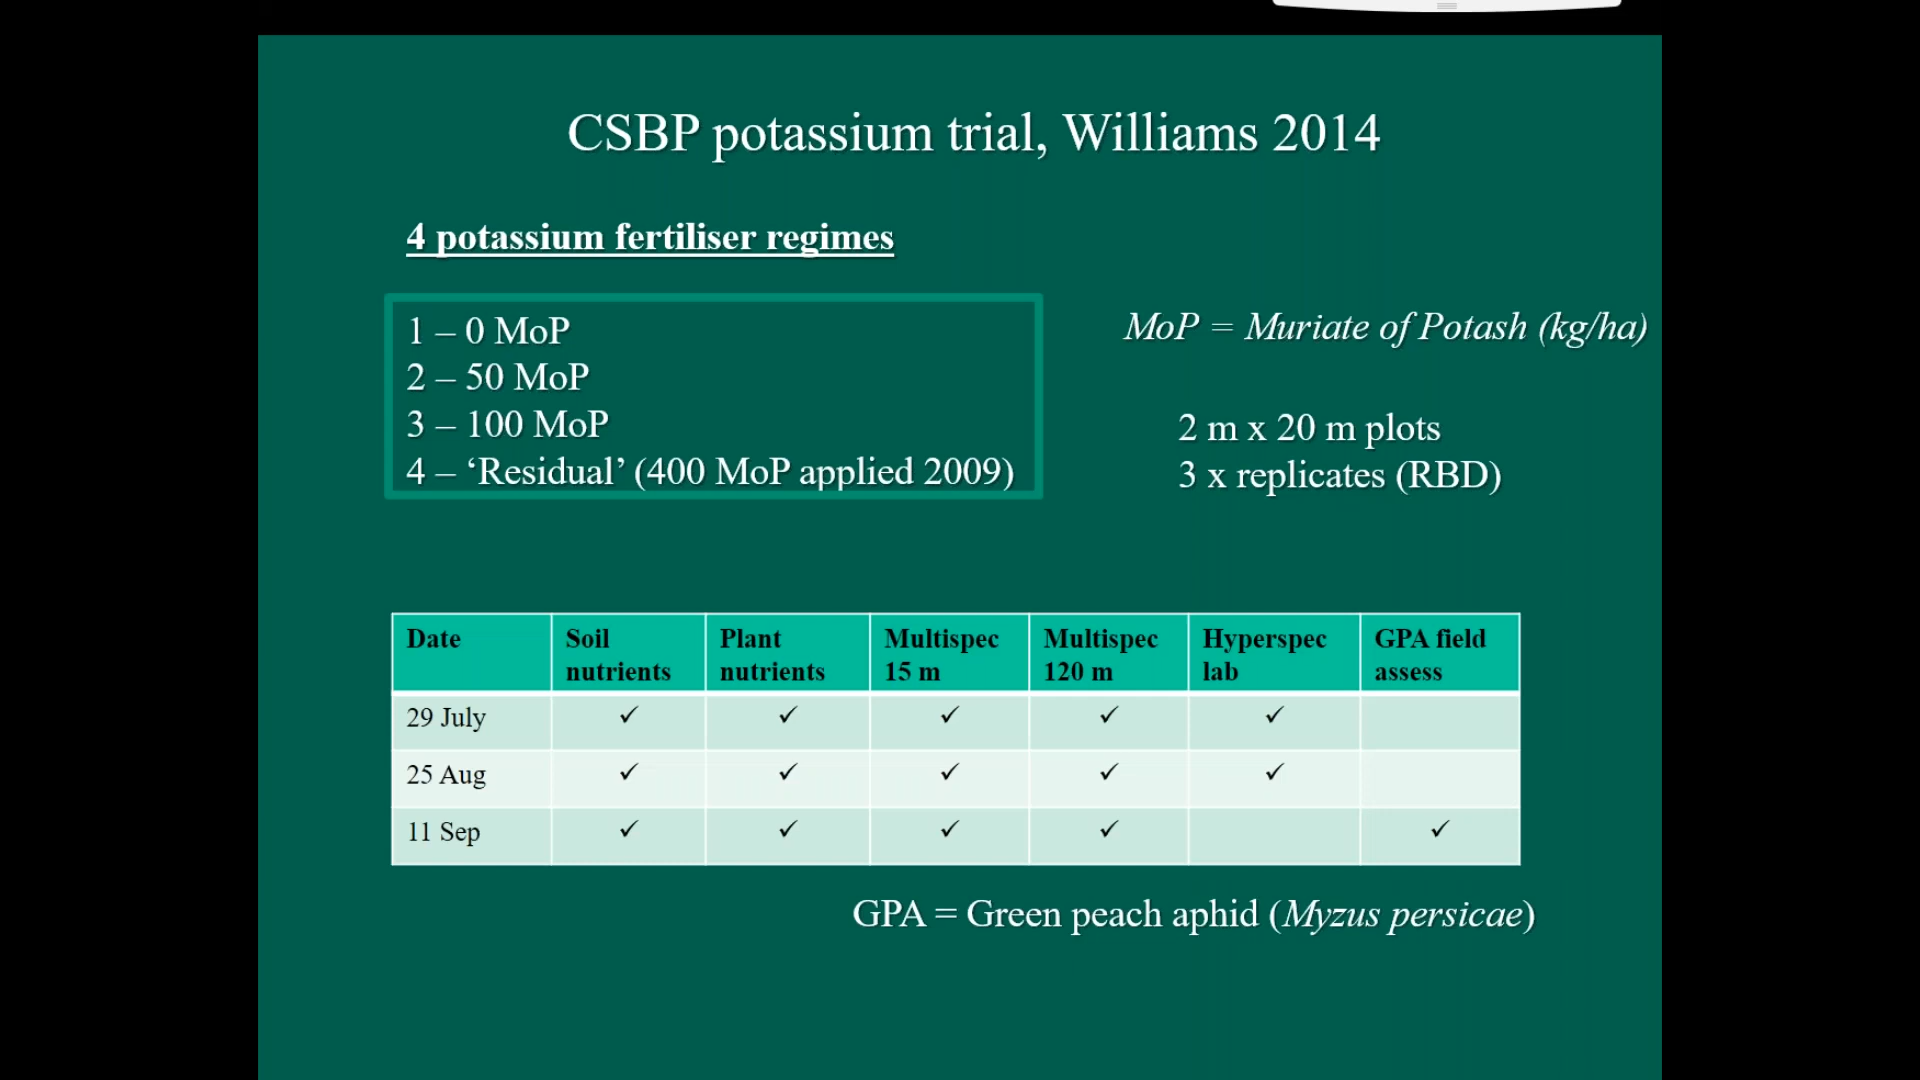 CSBP potassium trial, Williams 2014
4 potassium fertiliser regimes
1 – 0 MoP
2 – 50 MoP
3 – 100 MoP
4 – ‘Residual’ (400 MoP applied 2009)
MoP = Muriate of Potash (kg/ha)
2 m x 20 m plots
3 x replicates (RBD)
Date Soil nutrients Plant nutrients Multispec 15 m Multispec 120 m Hyperspec lab GPA field assess
29 July ✓ ✓ ✓ ✓ ✓
25 Aug ✓ ✓ ✓ ✓ ✓
11 Sep ✓ ✓ ✓ ✓ ✓
GPA = Green peach aphid (Myzus persicae)